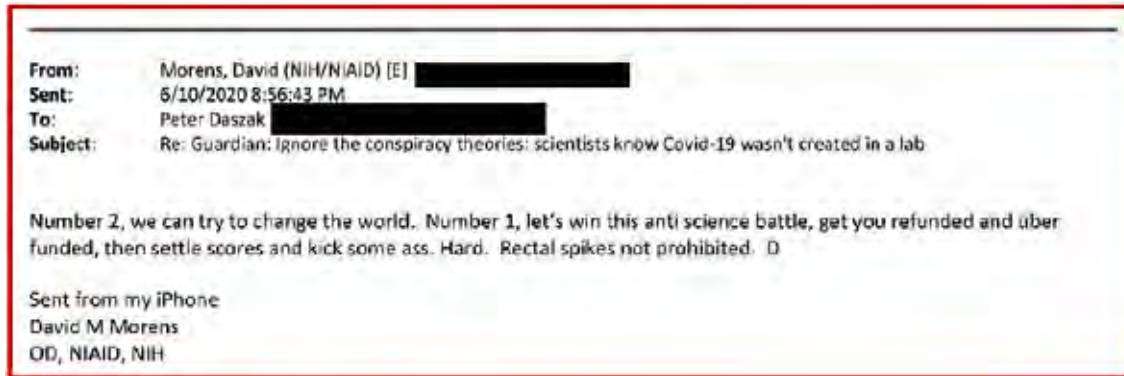 From: Morens, David (NIH/NIAID) [E]
Sent: 6/10/2020 8:56:43 PM
To: Peter Daszak
Subject: Re: Guardian: Ignore the conspiracy theories: scientists know Covid-19 wasn't created in a lab
Number 2, we can try to change the world. Number 1, let's win this anti science battle, get you refunded and uber
funded, then settle scores and kick some ass. Hard. Rectal spikes not prohibited. D
Sent from my iPhone
David M Morens
OD, NIAID, NIH